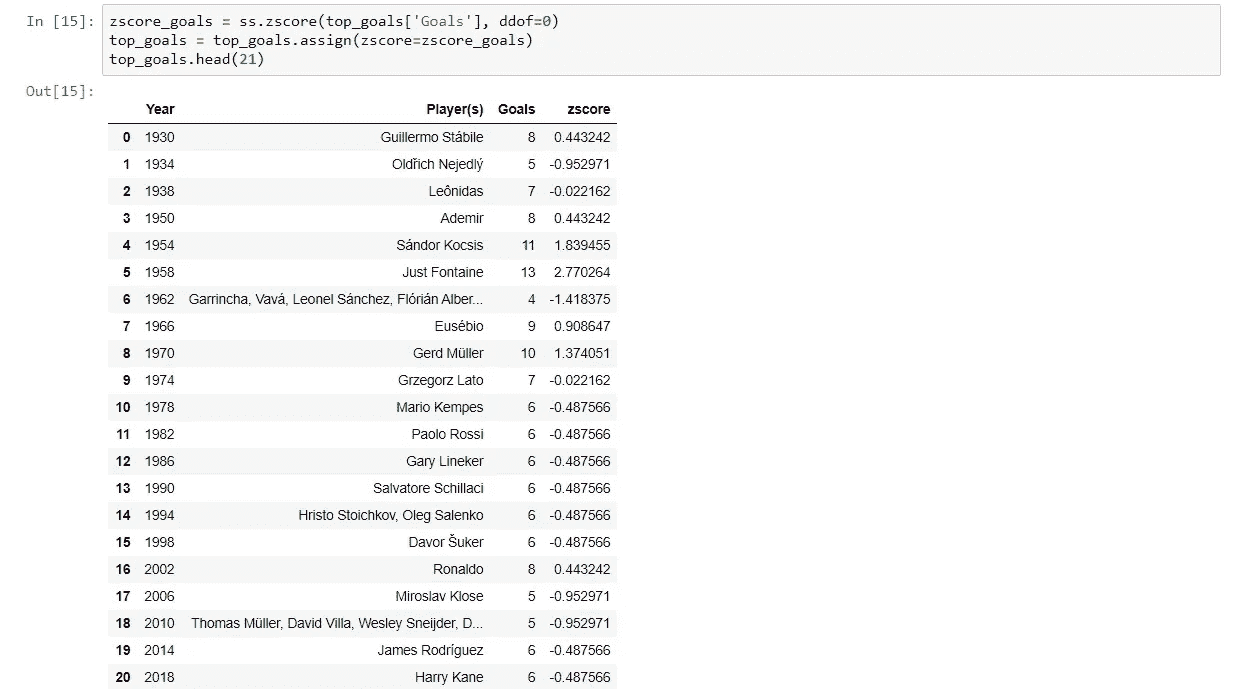 In [15]: zscore_goals = ss.zscore(top_goals['Goals'], ddof=0)
top_goals = top_goals.assign(zscore=zscore_goals)
top_goals.head(21)
Out[15]:
Year Player(s) Goals zscore
0 1930 Guillermo Stábile 8 0.443242
1 1934 Oldřich Nejedlý 5 -0.952971
2 1938 Leônidas 7 -0.022162
3 1950 Ademir 8 0.443242
4 1954 Sándor Kocsis 11 1.839455
5 1958 Just Fontaine 13 2.770264
6 1962 Garrincha, Vavá, Leonel Sánchez, Flórián Alber... 4 -1.418375
7 1966 Eusébio 9 0.908647
8 1970 Gerd Müller 10 1.374051
9 1974 Grzegorz Lato 7 -0.022162
10 1978 Mario Kempes 6 -0.487566
11 1982 Paolo Rossi 6 -0.487566
12 1986 Gary Lineker 6 -0.487566
13 1990 Salvatore Schillaci 6 -0.487566
14 1994 Hristo Stoichkov, Oleg Salenko 6 -0.487566
15 1998 Davor Šuker 6 -0.487566
16 2002 Ronaldo 8 0.443242
17 2006 Miroslav Klose 5 -0.952971
18 2010 Thomas Müller, David Villa, Wesley Sneijder, D... 5 -0.952971
19 2014 James Rodríguez 6 -0.487566
20 2018 Harry Kane 6 -0.487566